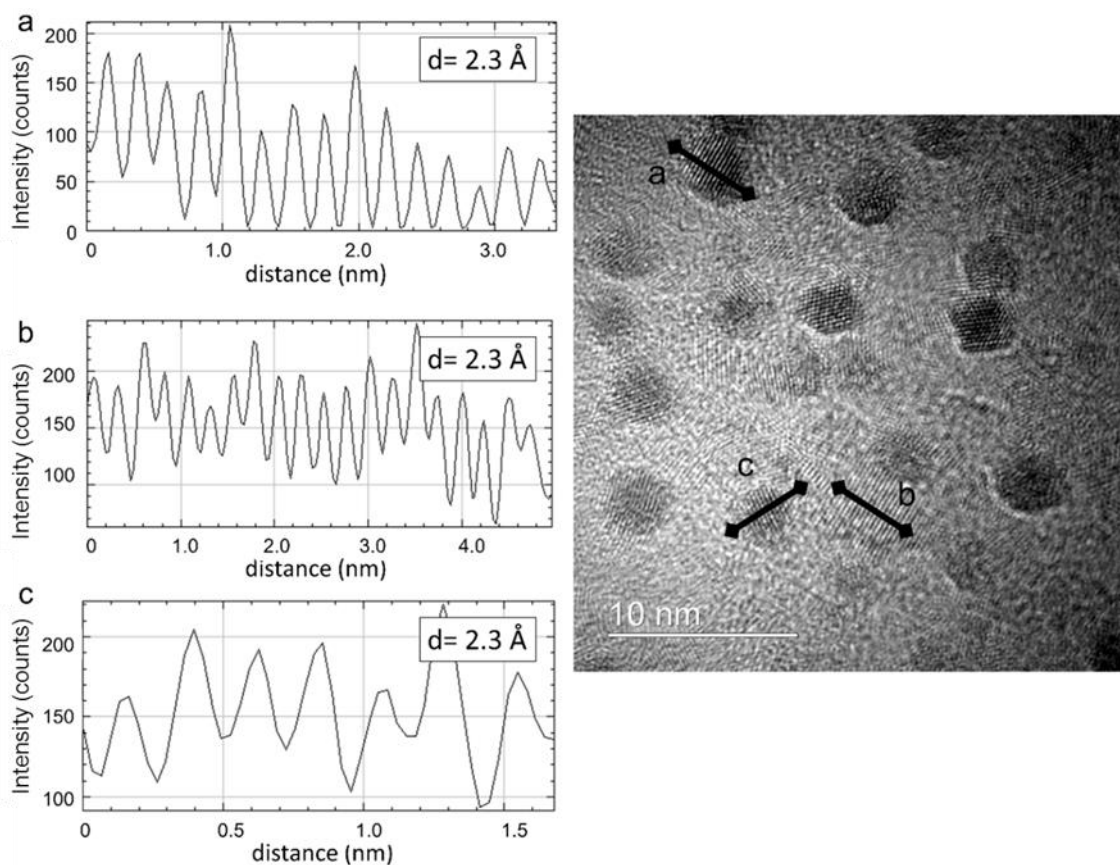 a
Intensity (counts)
200
150
100
50
0
d= 2.3 Å
0 1.0 2.0 3.0
distance (nm)
b
Intensity (counts)
200
150
100
d= 2.3 Å
0.0 1.0 2.0 3.0 4.0
distance (nm)
c
Intensity (counts)
200
150
100
d= 2.3 Å
0 0.5 1.0 1.5
distance (nm)
a
c
b
10 nm